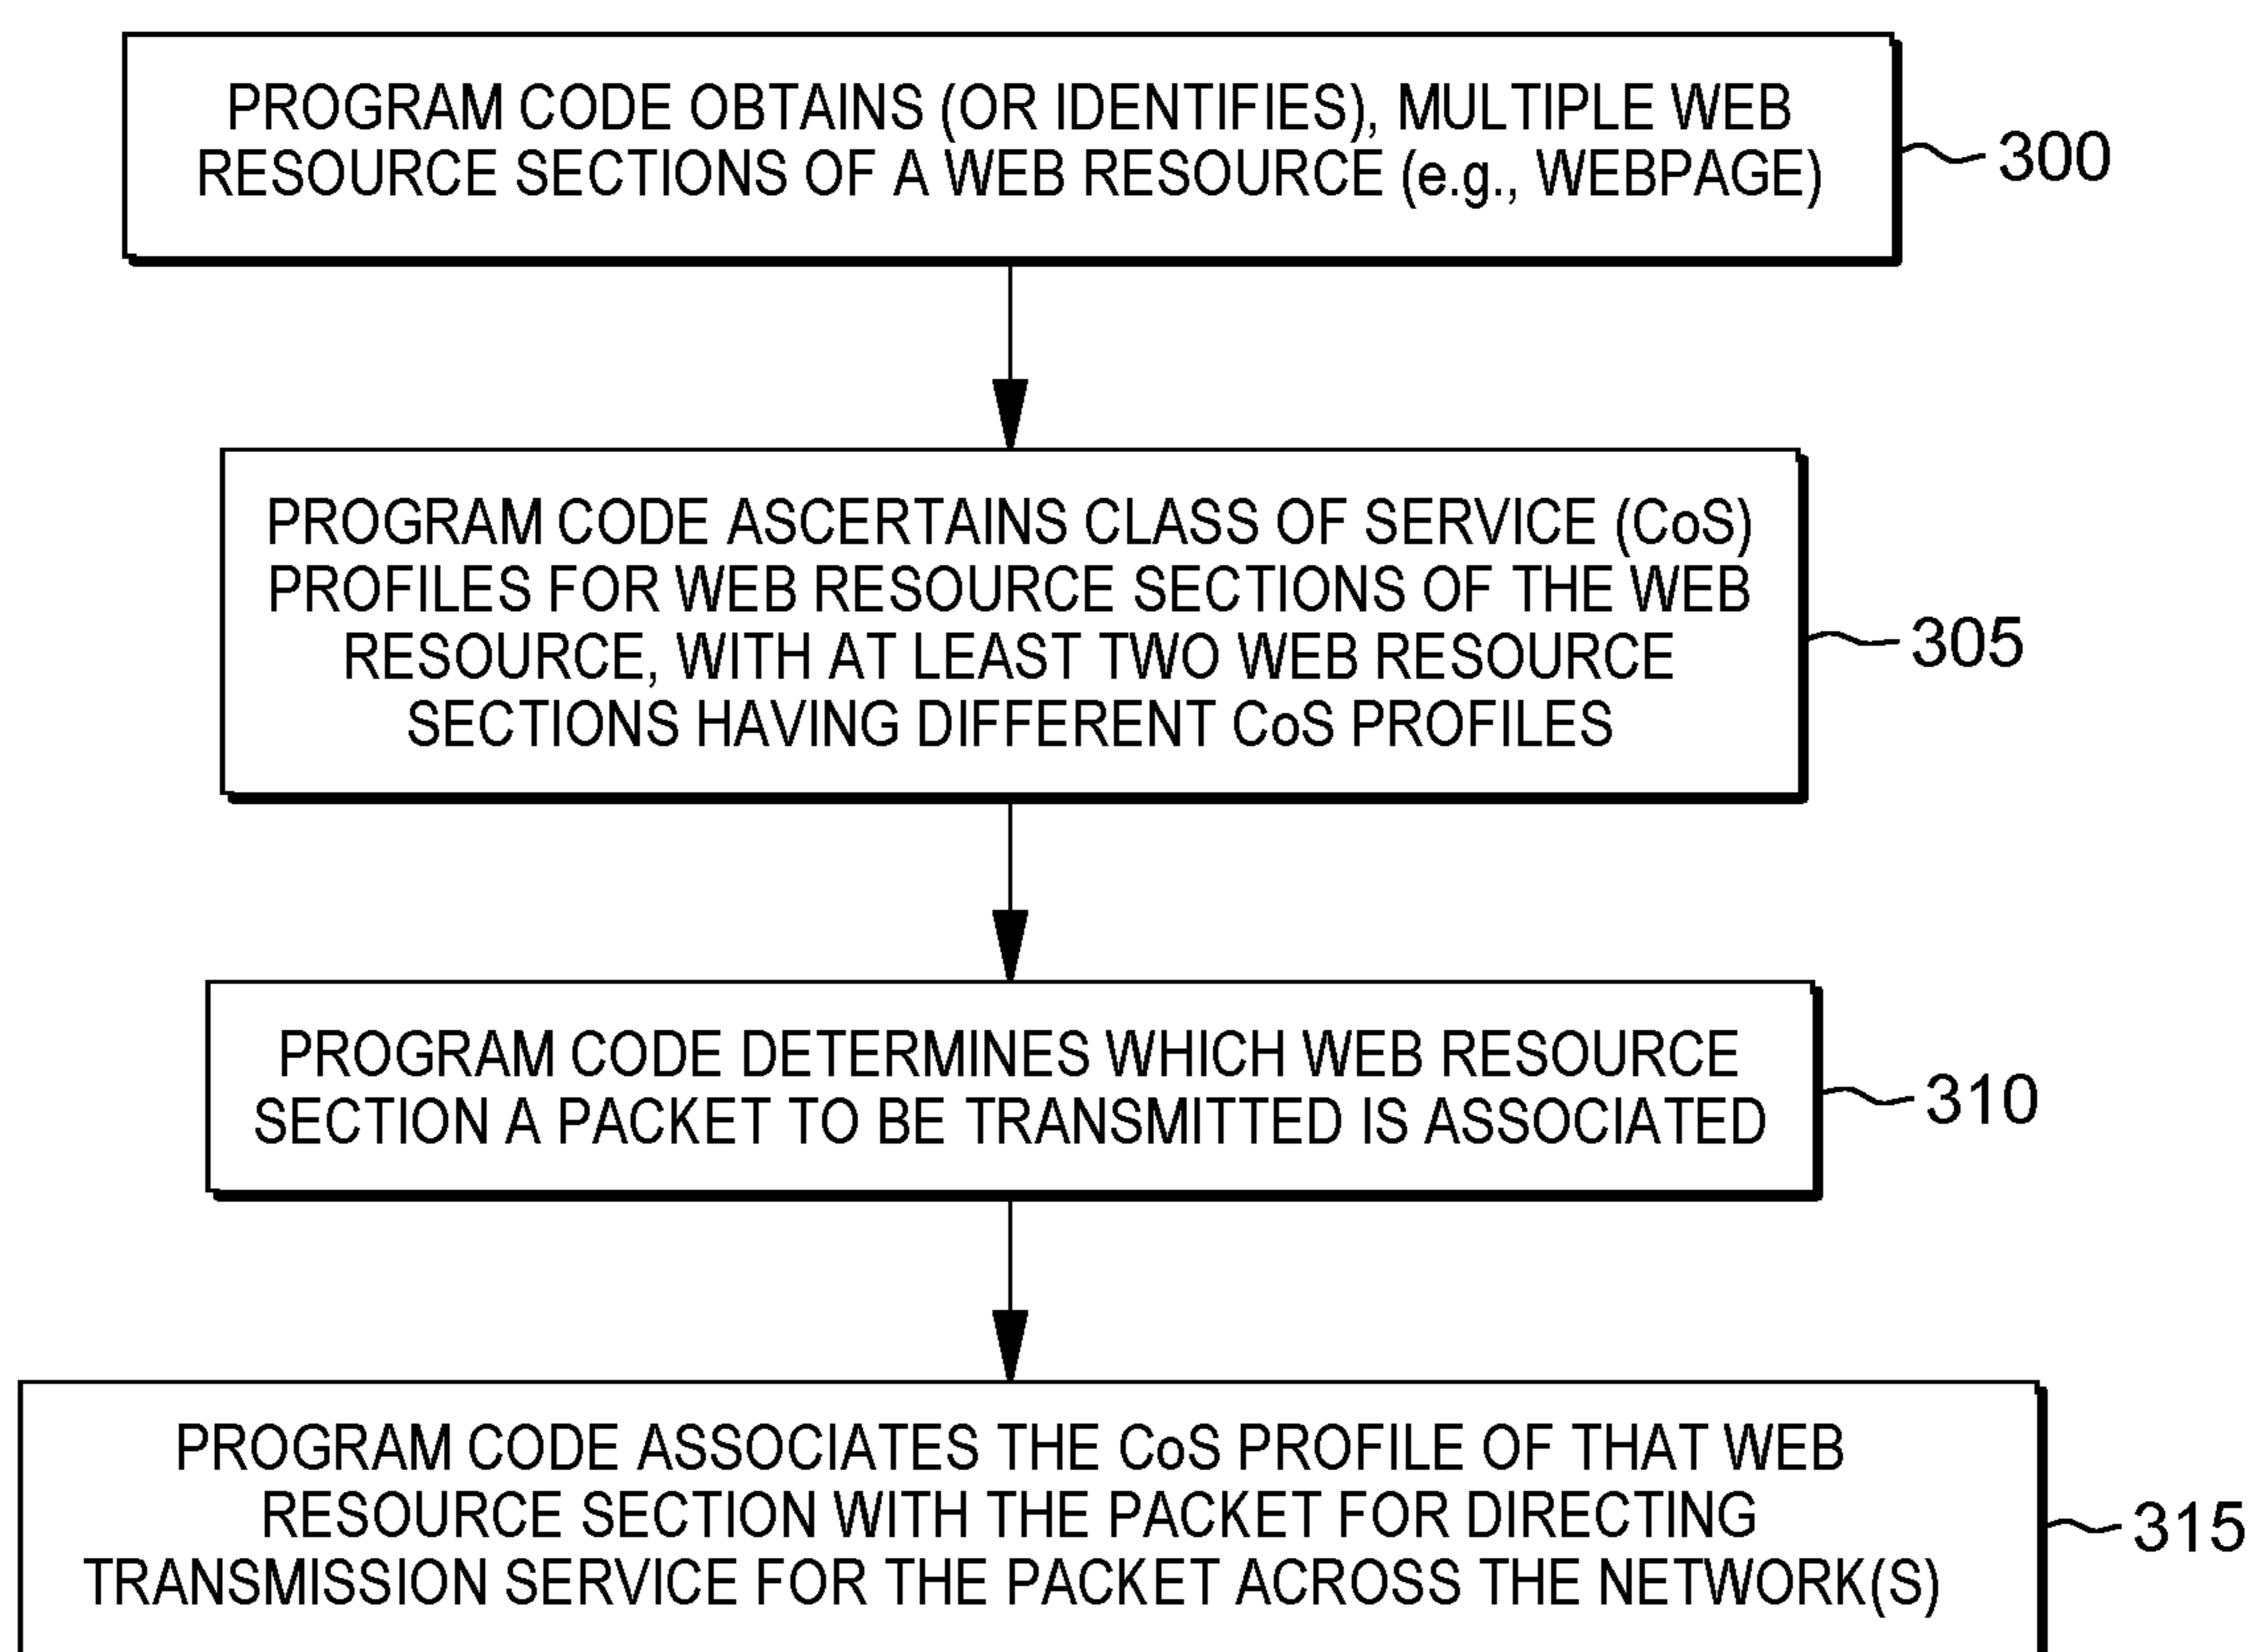 PROGRAM CODE OBTAINS (OR IDENTIFIES), MULTIPLE WEB
RESOURCE SECTIONS OF A WEB RESOURCE (e.g., WEBPAGE)
300
PROGRAM CODE ASCERTAINS CLASS OF SERVICE (CoS)
PROFILES FOR WEB RESOURCE SECTIONS OF THE WEB
RESOURCE, WITH AT LEAST TWO WEB RESOURCE
SECTIONS HAVING DIFFERENT CoS PROFILES
305
PROGRAM CODE DETERMINES WHICH WEB RESOURCE
SECTION A PACKET TO BE TRANSMITTED IS ASSOCIATED
310
PROGRAM CODE ASSOCIATES THE CoS PROFILE OF THAT WEB
RESOURCE SECTION WITH THE PACKET FOR DIRECTING
TRANSMISSION SERVICE FOR THE PACKET ACROSS THE NETWORK(S)
315